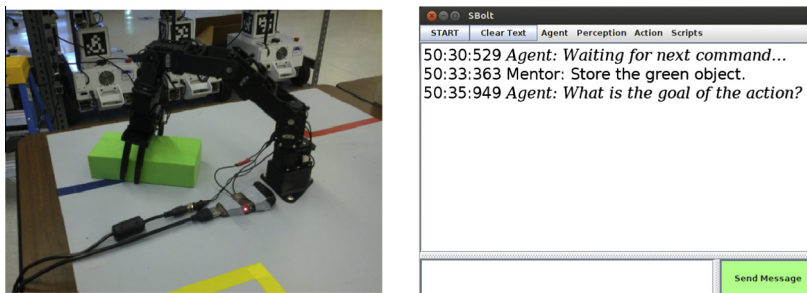 SBolt
START Clear Text Agent Perception Action Scripts
50:30:529 Agent: Waiting for next command...
50:33:363 Mentor: Store the green object.
50:35:949 Agent: What is the goal of the action?
Send Message